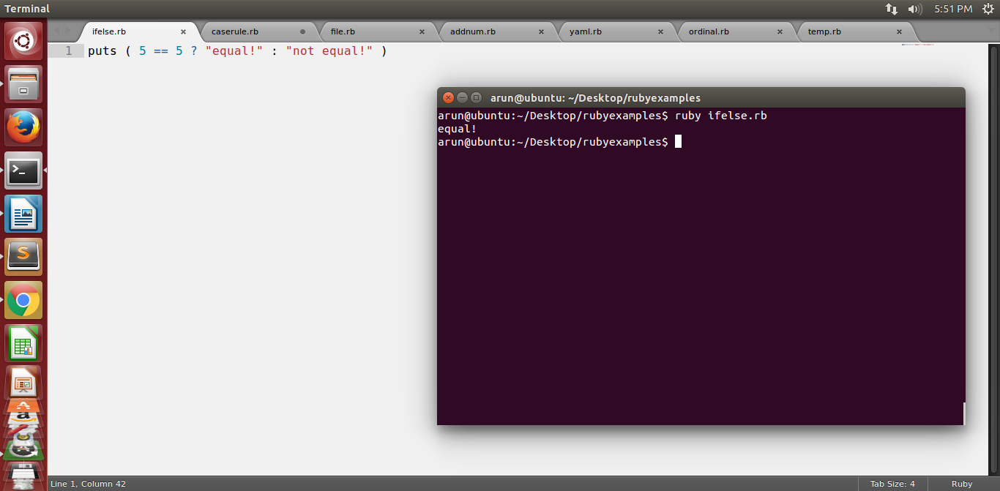 Terminal
5:51 PM
ifelse.rb
caserule.rb
file.rb
addnum.rb
yaml.rb
ordinal.rb
temp.rb
1 puts ( 5 == 5 ? "equal!" : "not equal!" )
arun@ubuntu: ~/Desktop/rubyexamples
arun@ubuntu:~/Desktop/rubyexamples$ ruby ifelse.rb
equal!
arun@ubuntu:~/Desktop/rubyexamples$
Line 1, Column 42
Tab Size: 4
Ruby